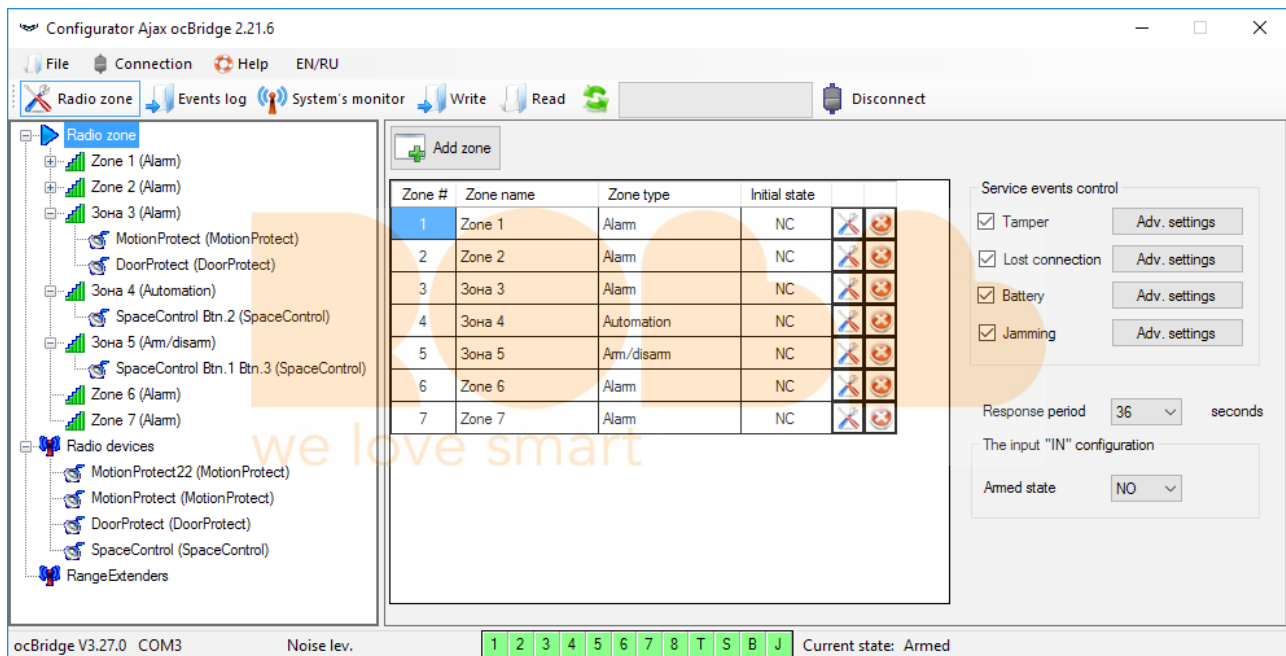 Configurator Ajax ocBridge 2.21.6
File Connection Help EN/RU
Radio zone Events log System's monitor Write Read Disconnect
Radio zone
Zone 1 (Alarm)
Zone 2 (Alarm)
Зона 3 (Alarm)
MotionProtect (MotionProtect)
DoorProtect (DoorProtect)
Зона 4 (Automation)
SpaceControl Btn.2 (SpaceControl)
Зона 5 (Arm/disarm)
SpaceControl Btn.1 Btn.3 (SpaceControl)
Zone 6 (Alarm)
Zone 7 (Alarm)
Radio devices
MotionProtect22 (MotionProtect)
MotionProtect (MotionProtect)
DoorProtect (DoorProtect)
SpaceControl (SpaceControl)
RangeExtenders
Add zone
Zone # Zone name Zone type Initial state
1 Zone 1 Alarm NC
2 Zone 2 Alarm NC
3 Зона 3 Alarm NC
4 Зона 4 Automation NC
5 Зона 5 Arm/disarm NC
6 Zone 6 Alarm NC
7 Zone 7 Alarm NC
Service events control
Tamper Adv. settings
Lost connection Adv. settings
Battery Adv. settings
Jamming Adv. settings
Response period 36 seconds
The input "IN" configuration
Armed state NO
ROBB
we love smart
ocBridge V3.27.0 COM3 Noise lev. 1 2 3 4 5 6 7 8 T S B J Current state: Armed